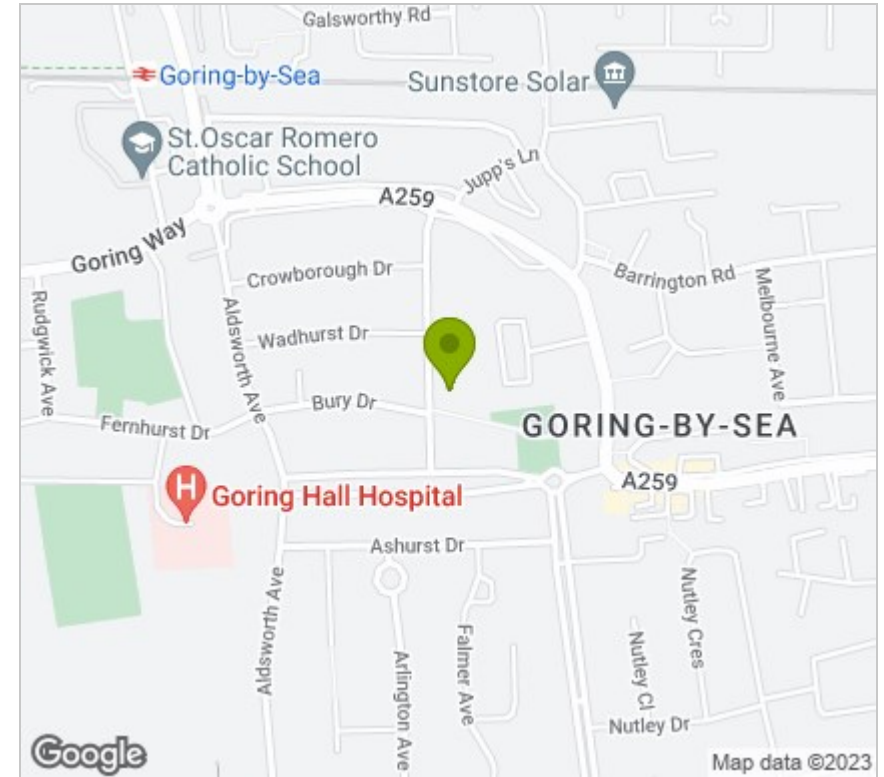 Galsworthy Rd
Goring-by-Sea
Sunstore Solar
St.Oscar Romero
Catholic School
Jupp's Ln
A259
Goring Way
Crowborough Dr
Barrington Rd
Rudgwick Ave
Aldsworth Ave
Melbourne Ave
Wadhurst Dr
Bury Dr
Fernhurst Dr
GORING-BY-SEA
H
Goring Hall Hospital
A259
Ashurst Dr
Aldsworth Ave
Arlington Ave
Falmer Ave
Nutley Cres
Nutley Cl
Nutley Dr
Google
Map data ©2023